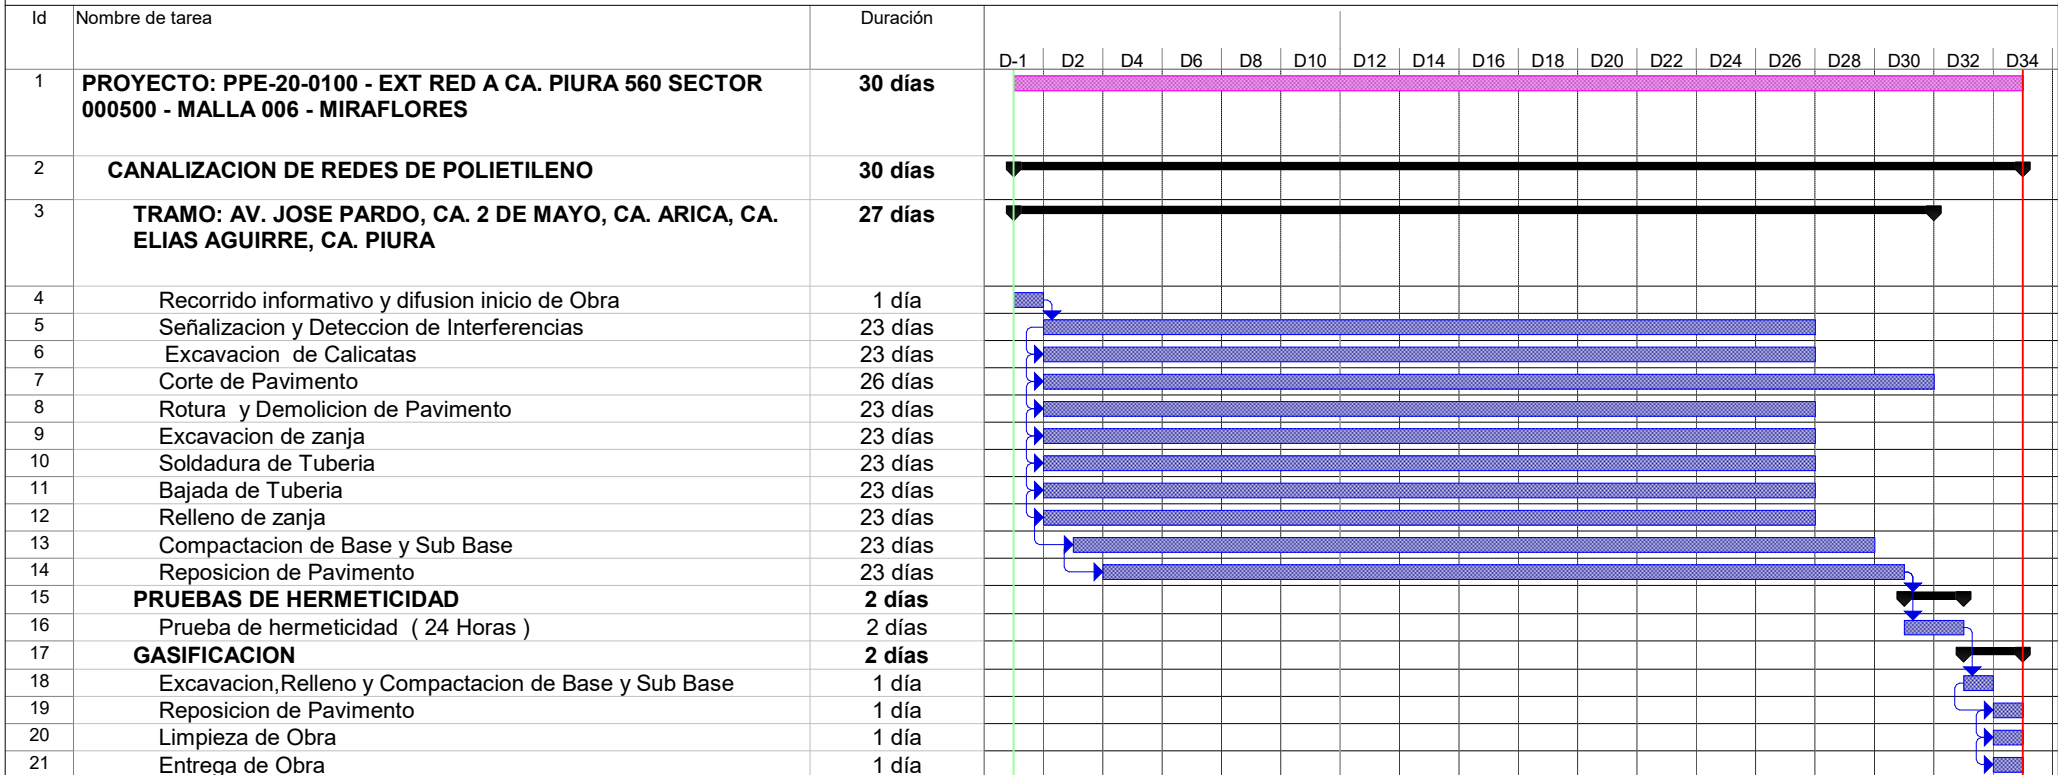 Id Nombre de tarea Duración
D-1 D2 D4 D6 D8 D10 D12 D14 D16 D18 D20 D22 D24 D26 D28 D30 D32 D34
1 PROYECTO: PPE-20-0100 - EXT RED A CA. PIURA 560 SECTOR 30 días
000500 - MALLA 006 - MIRAFLORES
2 CANALIZACION DE REDES DE POLIETILENO 30 días
3 TRAMO: AV. JOSE PARDO, CA. 2 DE MAYO, CA. ARICA, CA. 27 días
ELIAS AGUIRRE, CA. PIURA
4 Recorrido informativo y difusion inicio de Obra 1 día
5 Señalizacion y Deteccion de Interferencias 23 días
6 Excavacion de Calicatas 23 días
7 Corte de Pavimento 26 días
8 Rotura y Demolicion de Pavimento 23 días
9 Excavacion de zanja 23 días
10 Soldadura de Tuberia 23 días
11 Bajada de Tuberia 23 días
12 Relleno de zanja 23 días
13 Compactacion de Base y Sub Base 23 días
14 Reposicion de Pavimento 23 días
15 PRUEBAS DE HERMETICIDAD 2 días
16 Prueba de hermeticidad ( 24 Horas ) 2 días
17 GASIFICACION 2 días
18 Excavacion,Relleno y Compactacion de Base y Sub Base 1 día
19 Reposicion de Pavimento 1 día
20 Limpieza de Obra 1 día
21 Entrega de Obra 1 día